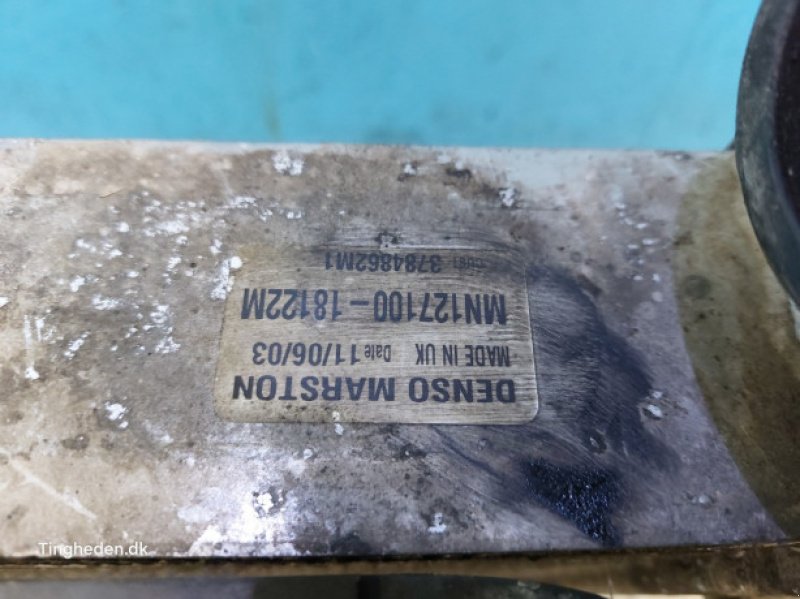 DENSO MARSTON
MADE IN UK Date 11/06/03
MN127100-18122M
3784862M1
Tingheden.dk